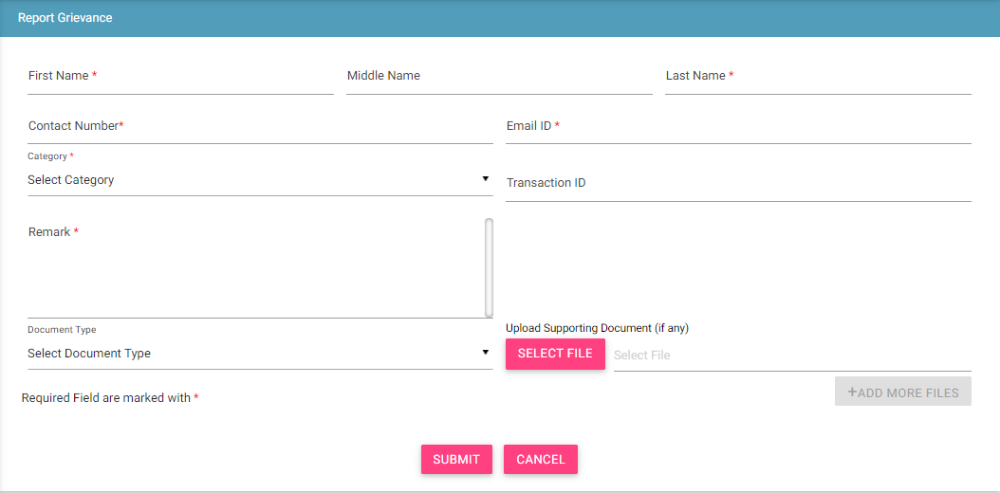 Report Grievance
First Name *
Middle Name
Last Name *
Contact Number*
Email ID *
Category *
Select Category
Transaction ID
Remark *
Document Type
Select Document Type
Upload Supporting Document (if any)
SELECT FILE
Select File
+ADD MORE FILES
Required Field are marked with *
SUBMIT
CANCEL